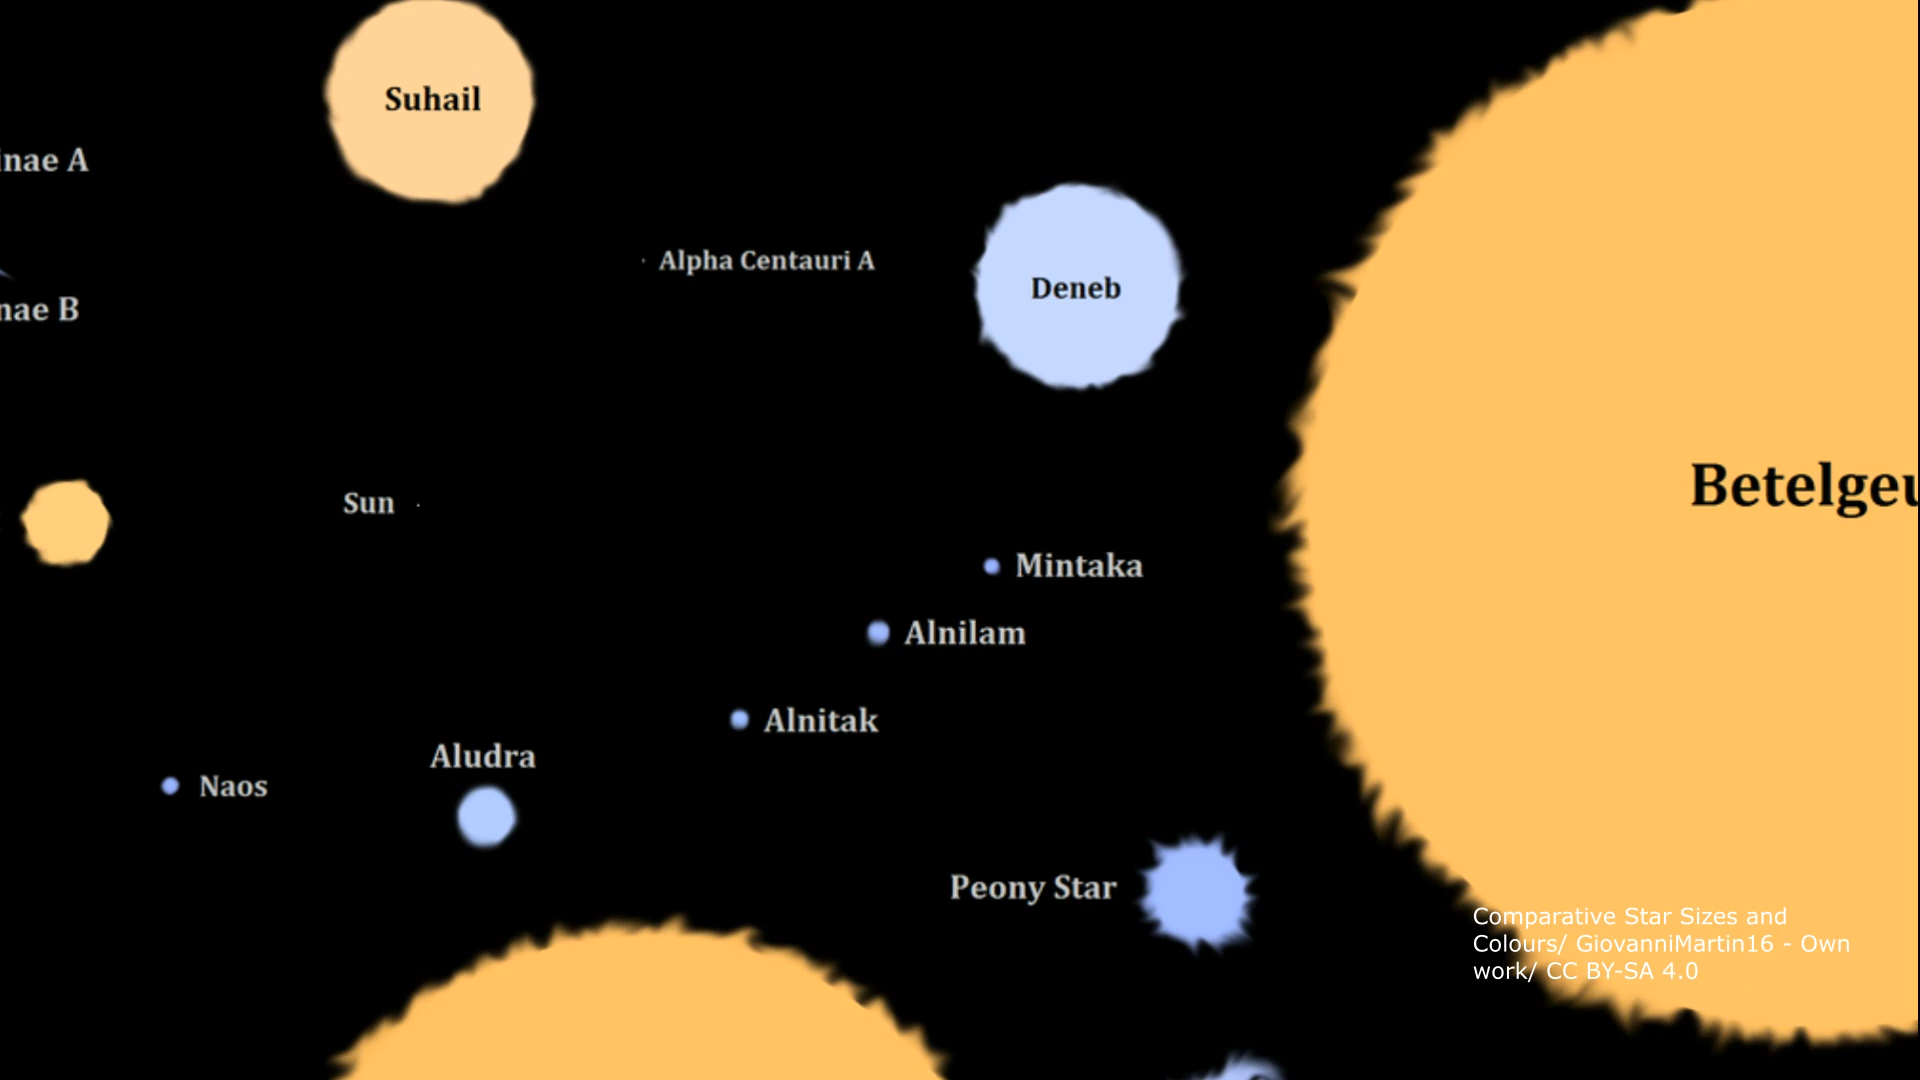 Suhail
inae A
Alpha Centauri A
Deneb
nae B
Betelgeu
Sun
Mintaka
Alnilam
Alnitak
Aludra
Naos
Peony Star
Comparative Star Sizes and
Colours/ GiovanniMartin16 - Own
work/ CC BY-SA 4.0